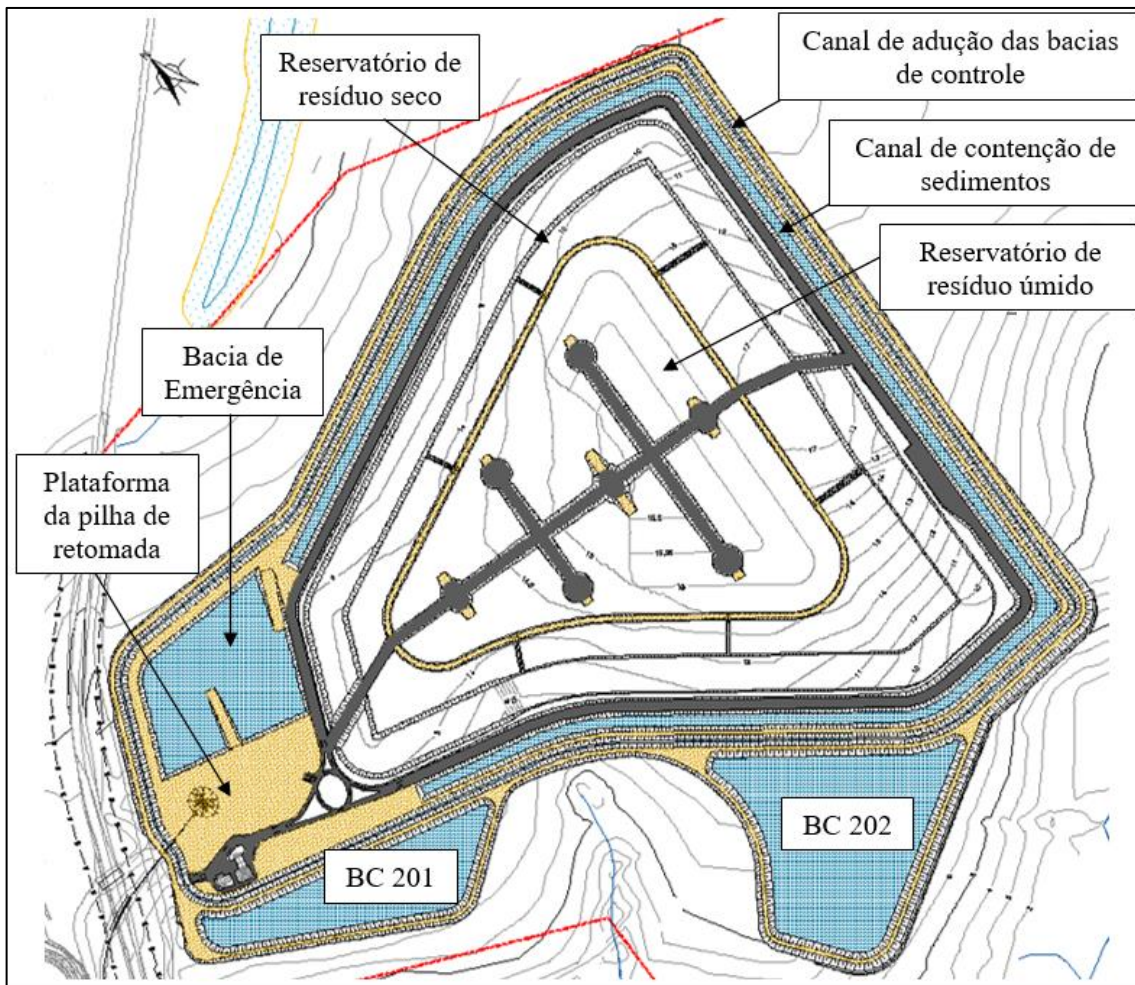 Reservatório de
resíduo seco
Canal de adução das bacias
de controle
Canal de contenção de
sedimentos
Reservatório de
resíduo úmido
Bacia de
Emergência
Plataforma
da pilha de
retomada
BC 202
BC 201